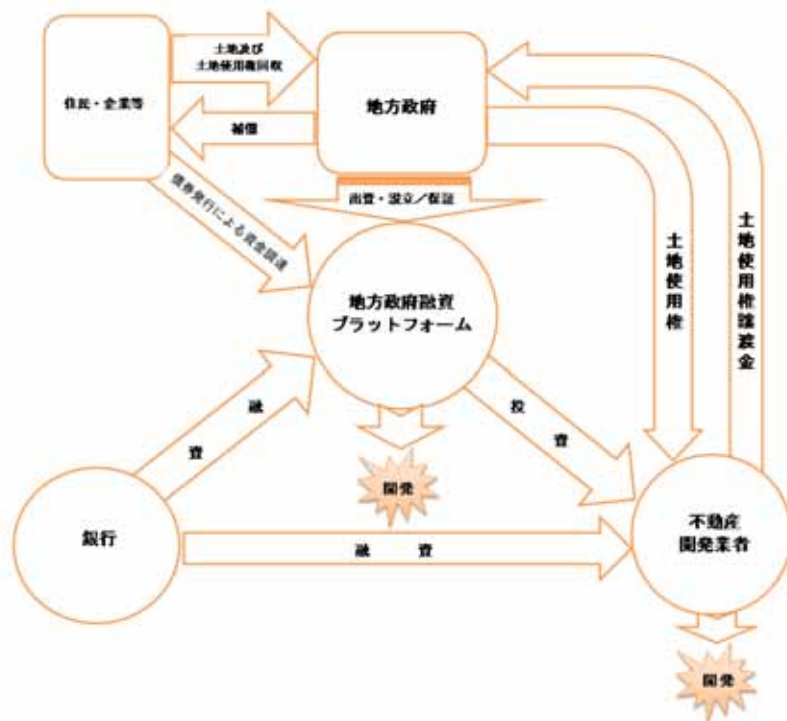 土地及び
土地使用権回収
住民・企業等
地方政府
補償
出資・設立／保証
債券発行による資金調達
地方政府融資
プラットフォーム
土地使用権
土地使用権譲渡金
融資
投資
開発
銀行
融資
不動産
開発業者
開発